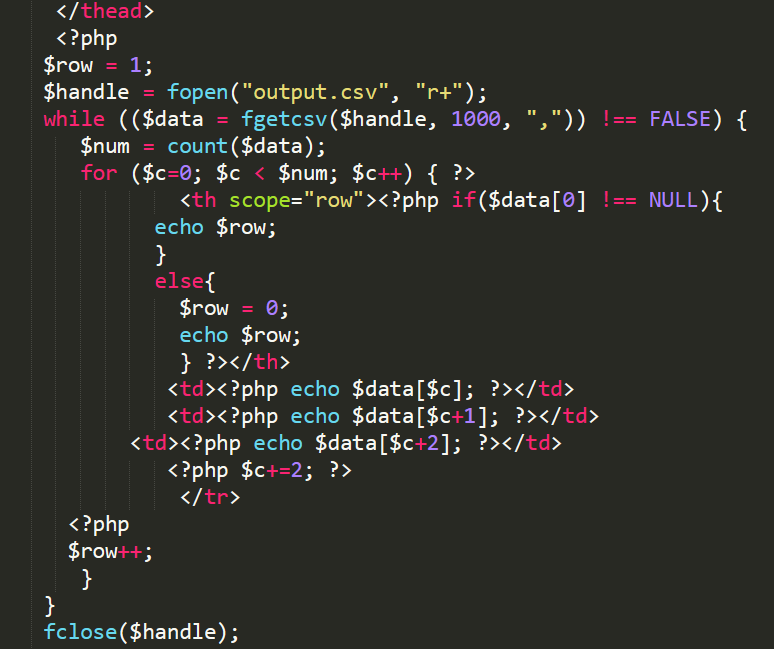 </thead>
<?php
$row = 1;
$handle = fopen("output.csv", "r+");
while (($data = fgetcsv($handle, 1000, ",")) !== FALSE) {
$num = count($data);
for ($c=0; $c < $num; $c++) { ?>
<th scope="row"><?php if($data[0] !== NULL){
echo $row;
}
else{
$row = 0;
echo $row;
} ?></th>
<td><?php echo $data[$c]; ?></td>
<td><?php echo $data[$c+1]; ?></td>
<td><?php echo $data[$c+2]; ?></td>
<?php $c+=2; ?>
</tr>
<?php
$row++;
}
}
fclose($handle);